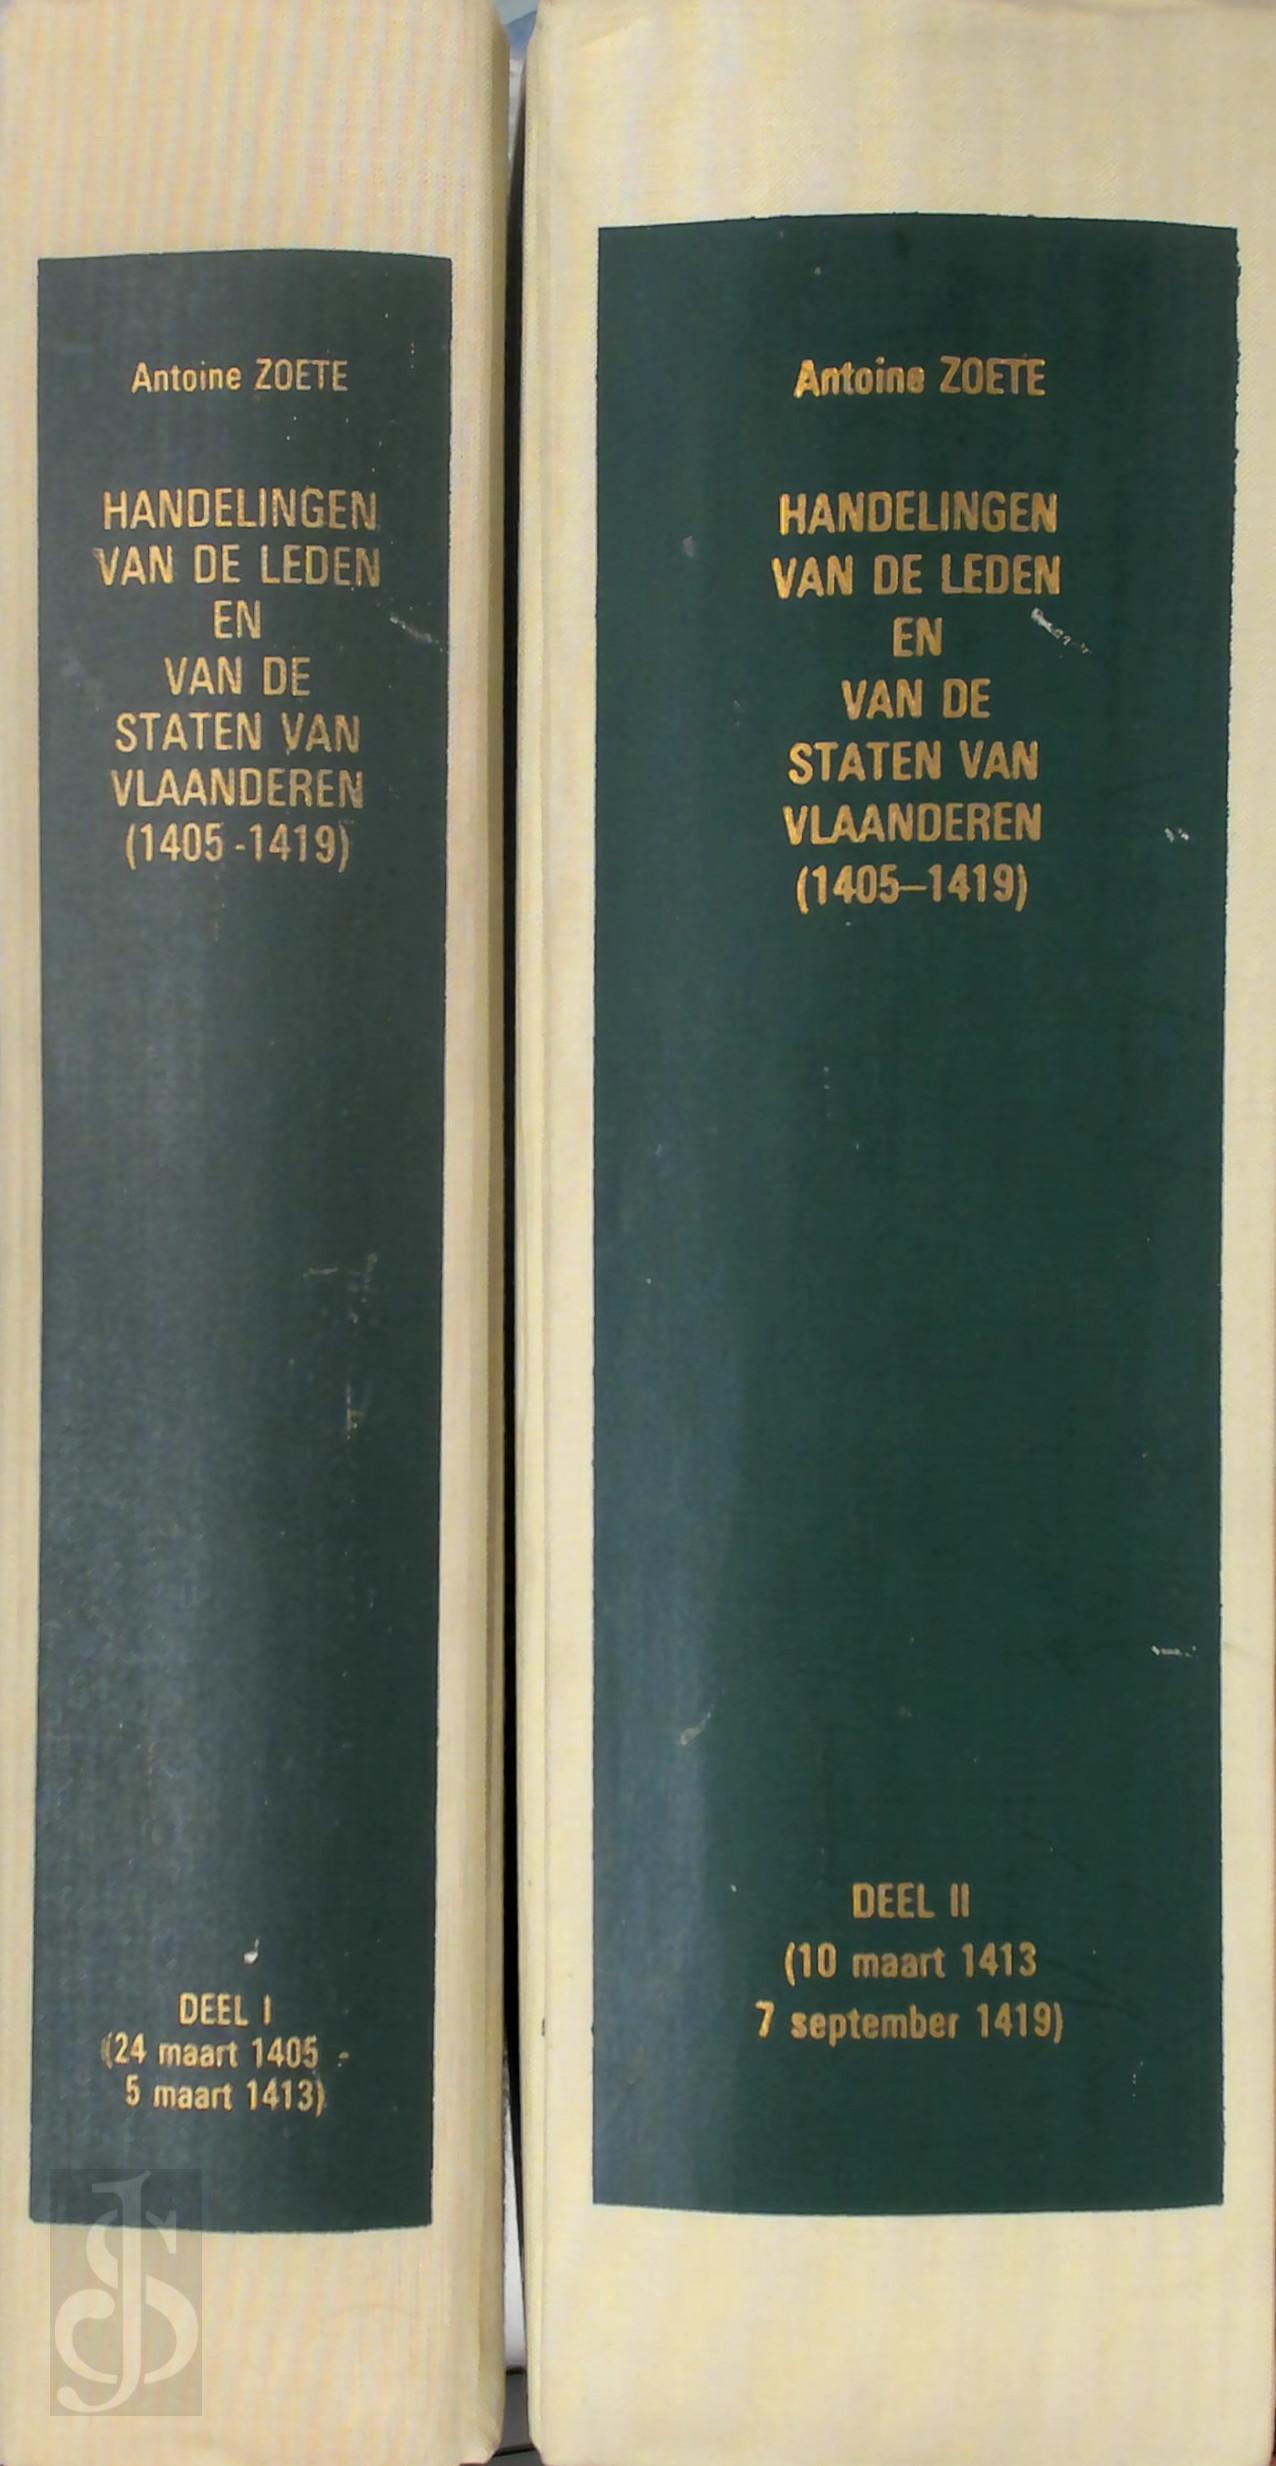 Antoine ZOETE
HANDELINGEN
VAN DE LEDEN
EN
VAN DE
STATEN VAN
VLAANDEREN
(1405-1419)
DEEL I
(24 maart 1405 -
5 maart 1413)
Antoine ZOETE
HANDELINGEN
VAN DE LEDEN
EN
VAN DE
STATEN VAN
VLAANDEREN
(1405–1419)
DEEL II
(10 maart 1413
7 september 1419)
JS